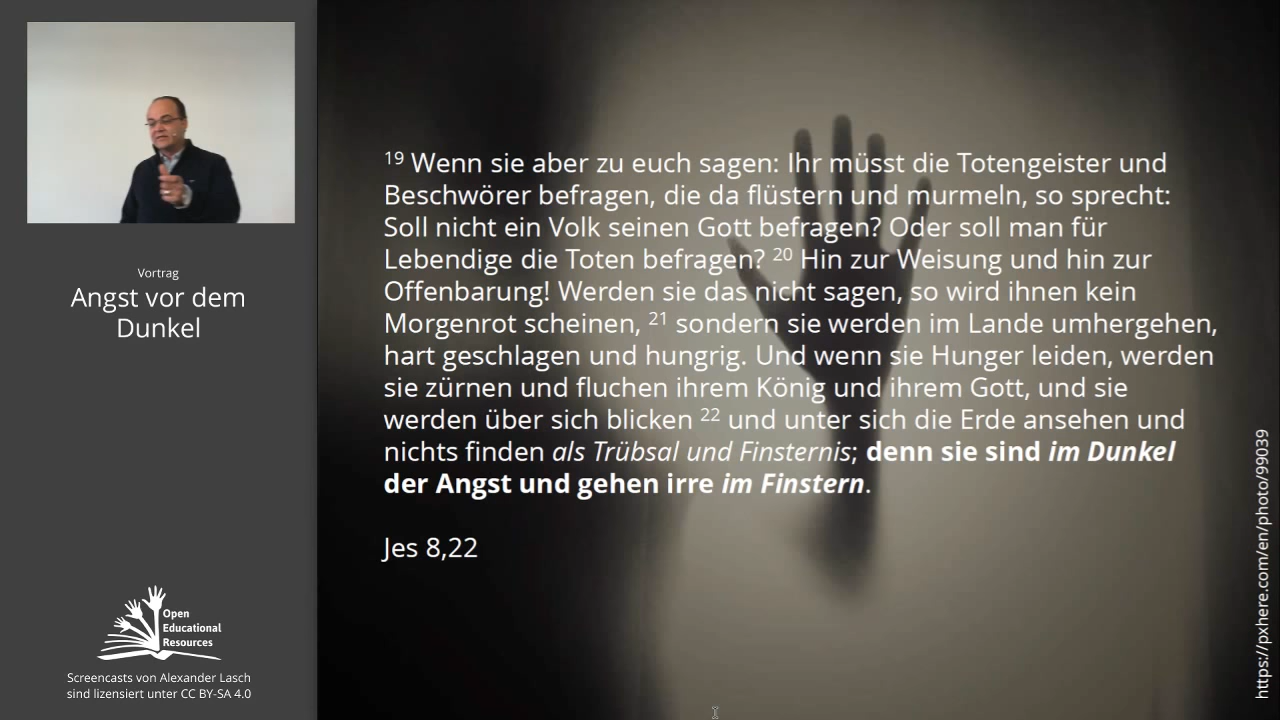 Vortrag
Angst vor dem
Dunkel
Open
Educational
Resources
Screencasts von Alexander Lasch
sind lizensiert unter CC BY-SA 4.0
19 Wenn sie aber zu euch sagen: Ihr müsst die Totengeister und
Beschwörer befragen, die da flüstern und murmeln, so sprecht:
Soll nicht ein Volk seinen Gott befragen? Oder soll man für
Lebendige die Toten befragen? 20 Hin zur Weisung und hin zur
Offenbarung! Werden sie das nicht sagen, so wird ihnen kein
Morgenrot scheinen, 21 sondern sie werden im Lande umhergehen,
hart geschlagen und hungrig. Und wenn sie Hunger leiden, werden
sie zürnen und fluchen ihrem König und ihrem Gott, und sie
werden über sich blicken 22 und unter sich die Erde ansehen und
nichts finden als Trübsal und Finsternis; denn sie sind im Dunkel
der Angst und gehen irre im Finstern.
Jes 8,22
https://pxhere.com/en/photo/99039